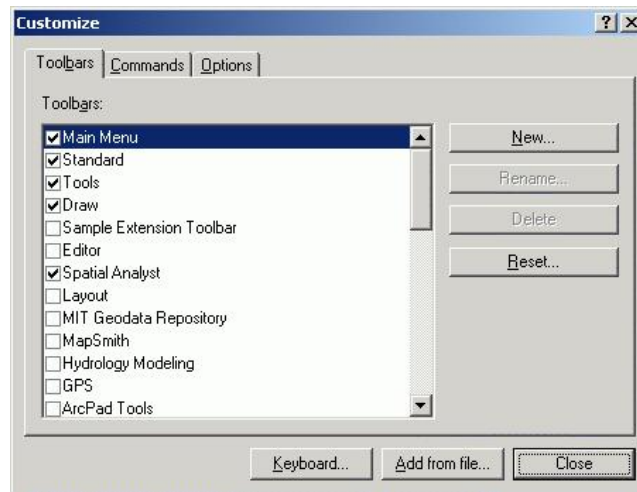 Customize
Toolbars Commands Options
Toolbars:
Main Menu
Standard
Tools
Draw
Sample Extension Toolbar
Editor
Spatial Analyst
Layout
MIT Geodata Repository
MapSmith
Hydrology Modeling
GPS
ArcPad Tools
New...
Rename...
Delete
Reset...
Keyboard... Add from file... Close